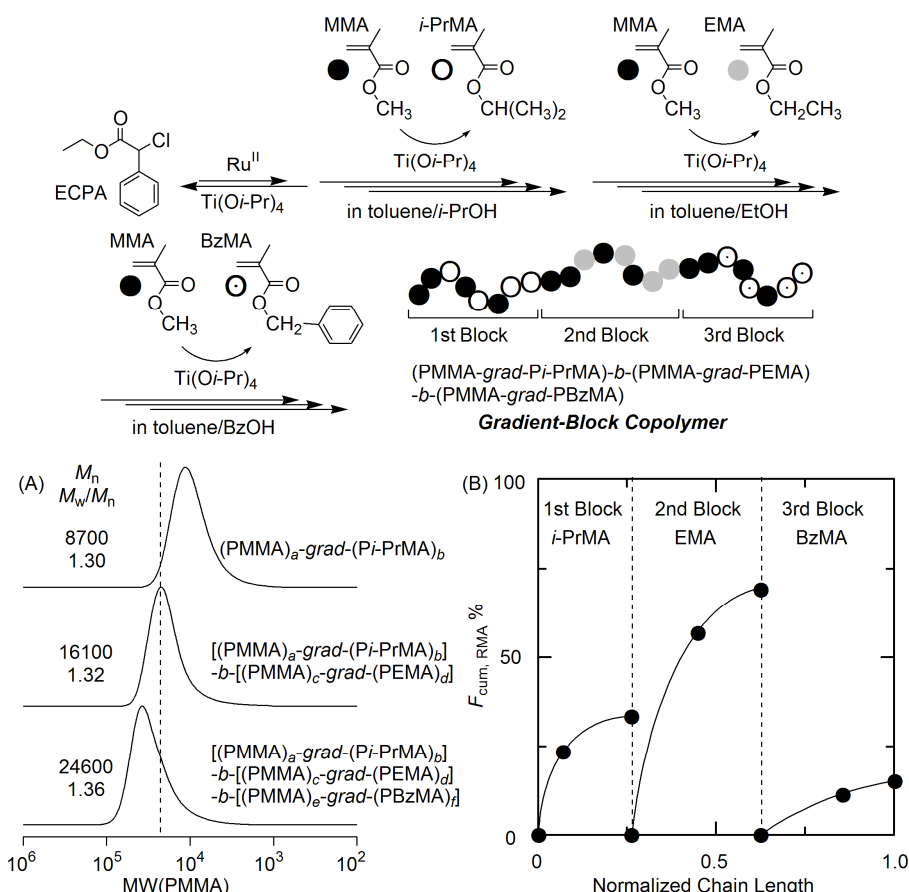 MMA i-PrMA
O O
O O
CH3 CH(CH3)2
Ti(Oi-Pr)4
in toluene/i-PrOH
MMA EMA
O O
O O
CH3 CH2CH3
Ti(Oi-Pr)4
in toluene/EtOH
O
O Cl
ECPA
RuII
Ti(Oi-Pr)4
MMA BzMA
O O
O O
CH3 CH2
Ti(Oi-Pr)4
in toluene/BzOH
1st Block 2nd Block 3rd Block
(PMMA-grad-Pi-PrMA)-b-(PMMA-grad-PEMA)
-b-(PMMA-grad-PBzMA)
Gradient-Block Copolymer
(A)
Mn
Mw/Mn
8700
1.30
(PMMA)a-grad-(Pi-PrMA)b
16100
1.32
[(PMMA)a-grad-(Pi-PrMA)b]
-b-[(PMMA)c-grad-(PEMA)d]
24600
1.36
[(PMMA)a-grad-(Pi-PrMA)b]
-b-[(PMMA)c-grad-(PEMA)d]
-b-[(PMMA)e-grad-(PBzMA)f]
10^6 10^5 10^4 10^3 10^2
MW(PMMA)
(B)
100
50
0
Fcum, RMA %
1st Block 2nd Block 3rd Block
i-PrMA EMA BzMA
0 0.5 1.0
Normalized Chain Length